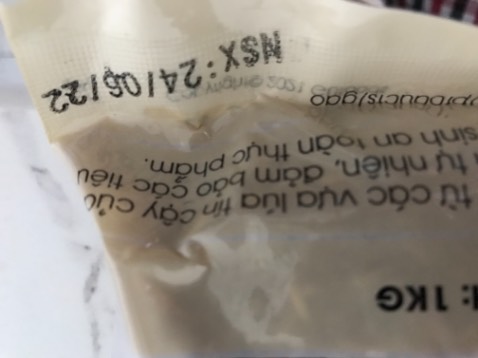 : 1KG
từ các vựa lúa tin cậy
tự nhiên, đảm bảo các tiêu
sinh an toàn thực phẩm.
2021
NSX: 24/06/22